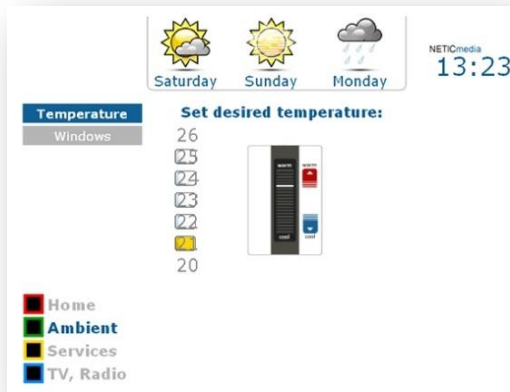 Saturday
Sunday
Monday
NETICmedia
13:23
Temperature
Windows
Set desired temperature:
26
25
24
23
22
21
20
warm
warm
cool
cool
Home
Ambient
Services
TV, Radio